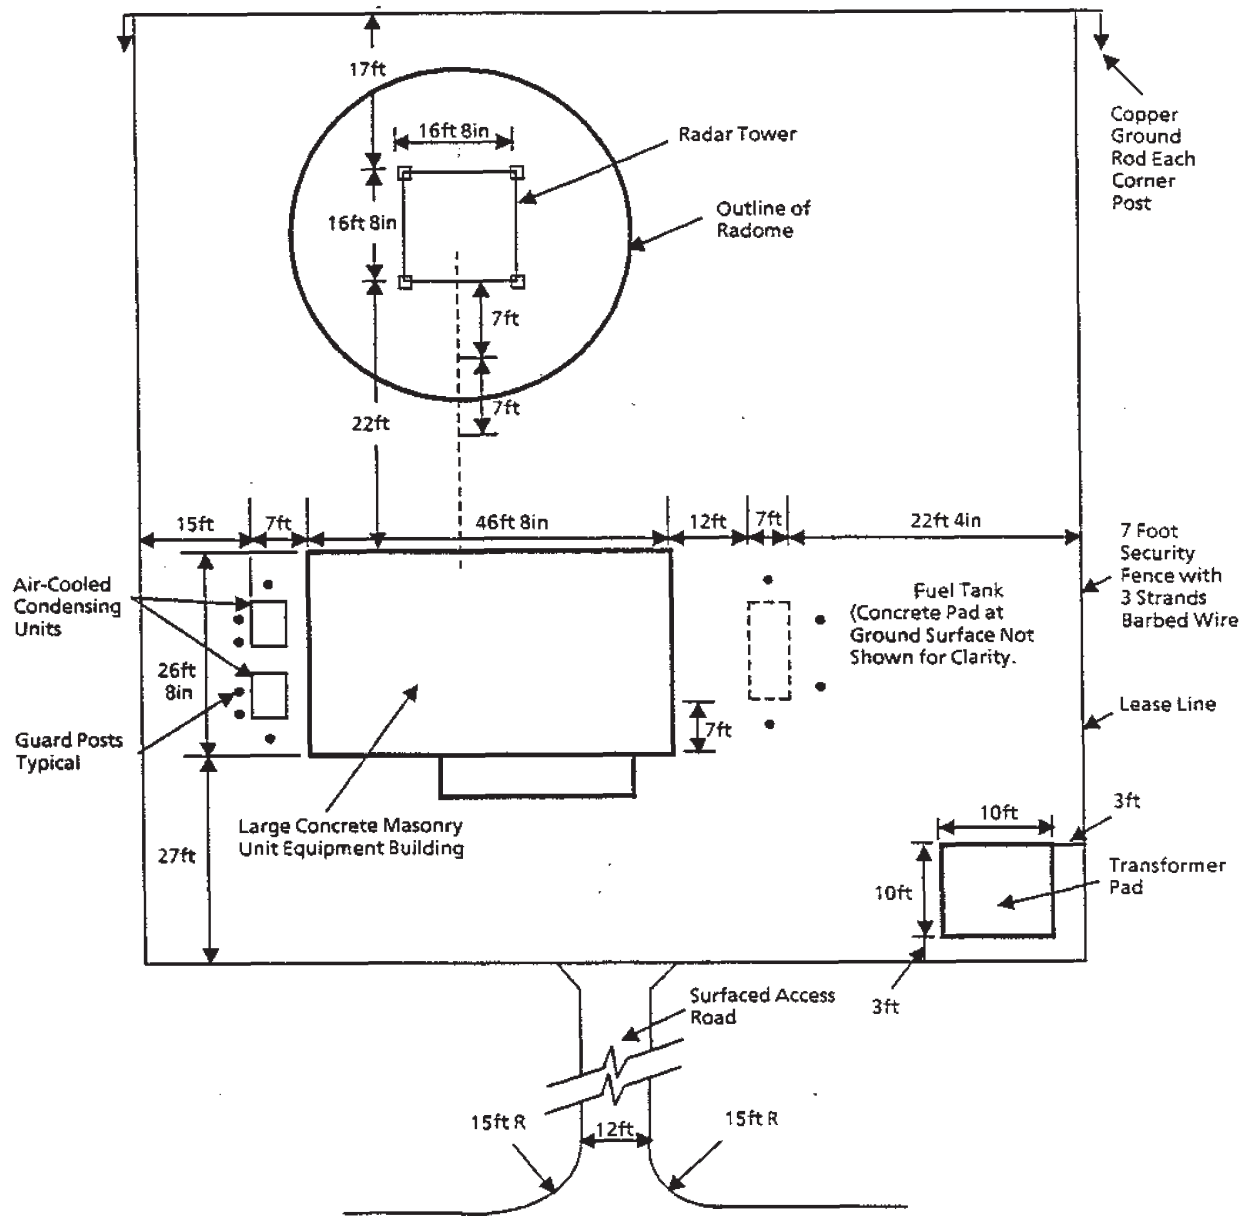 17ft
16ft 8in
Radar Tower
Copper
Ground
Rod Each
Corner
Post
16ft 8in
Outline of
Radome
7ft
7ft
22ft
15ft
7ft
46ft 8in
12ft
7ft
22ft 4in
7 Foot
Security
Fence with
3 Strands
Barbed Wire
Air-Cooled
Condensing
Units
Fuel Tank
(Concrete Pad at
Ground Surface Not
Shown for Clarity.
26ft
8in
Lease Line
Guard Posts
Typical
7ft
Large Concrete Masonry
Unit Equipment Building
27ft
10ft
3ft
10ft
Transformer
Pad
3ft
Surfaced Access
Road
15ft R
12ft
15ft R